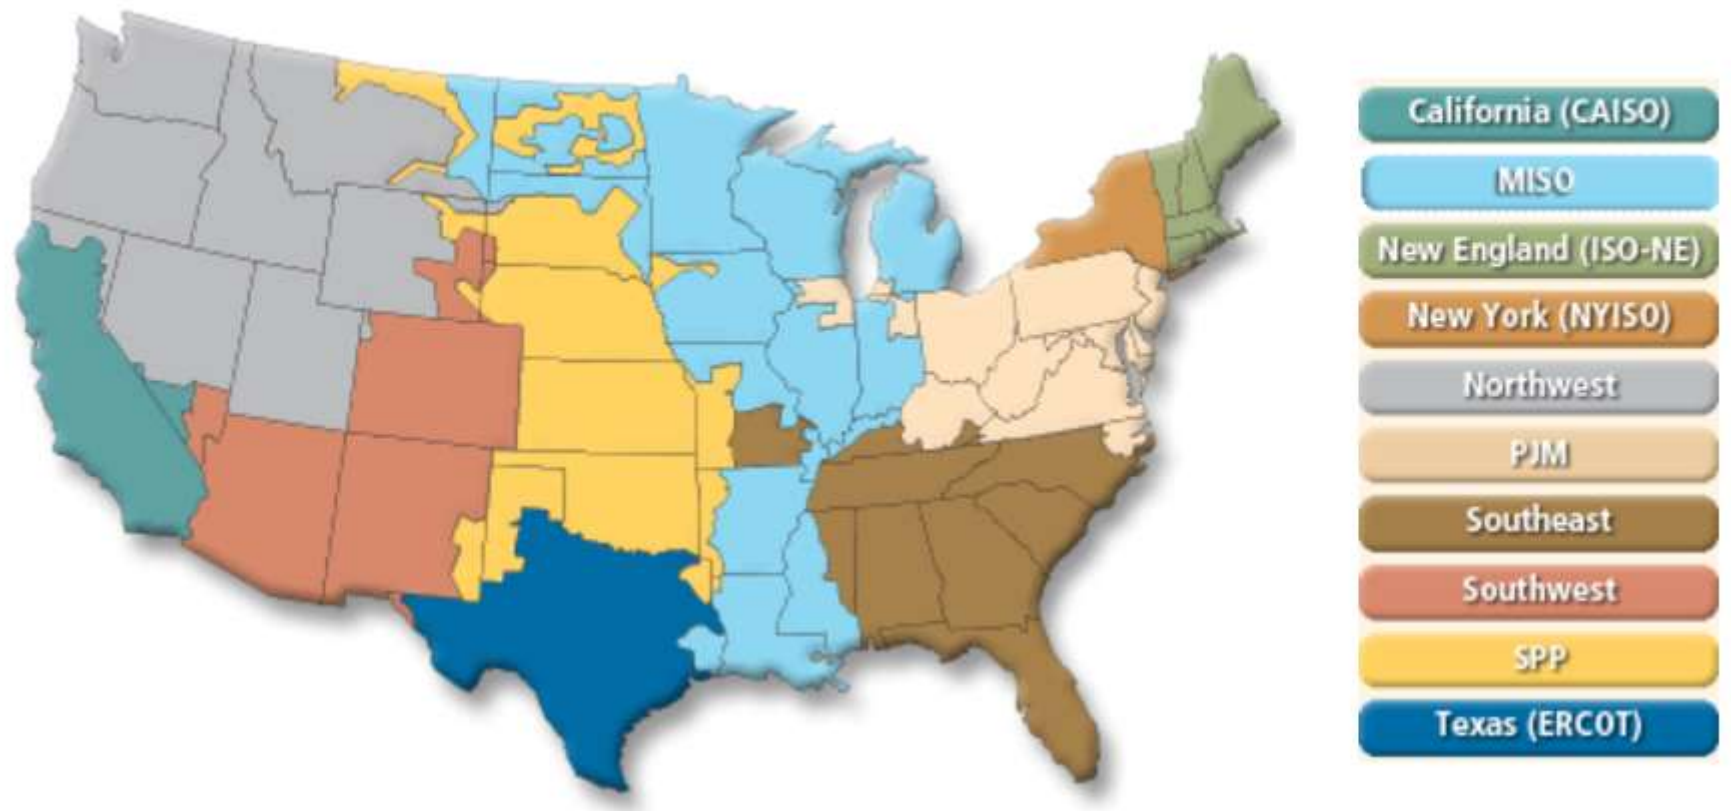 California (CAISO)
MISO
New England (ISO-NE)
New York (NYISO)
Northwest
PJM
Southeast
Southwest
SPP
Texas (ERCOT)